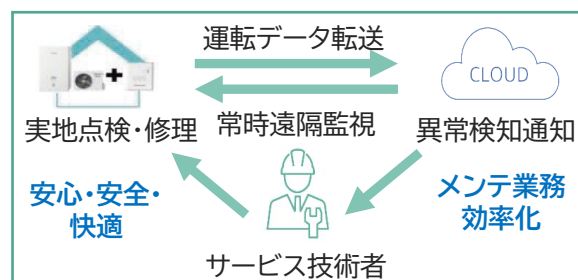 運転データ転送
CLOUD
実地点検・修理
常時遠隔監視
異常検知通知
安心・安全・
快適
メンテ業務
効率化
サービス技術者